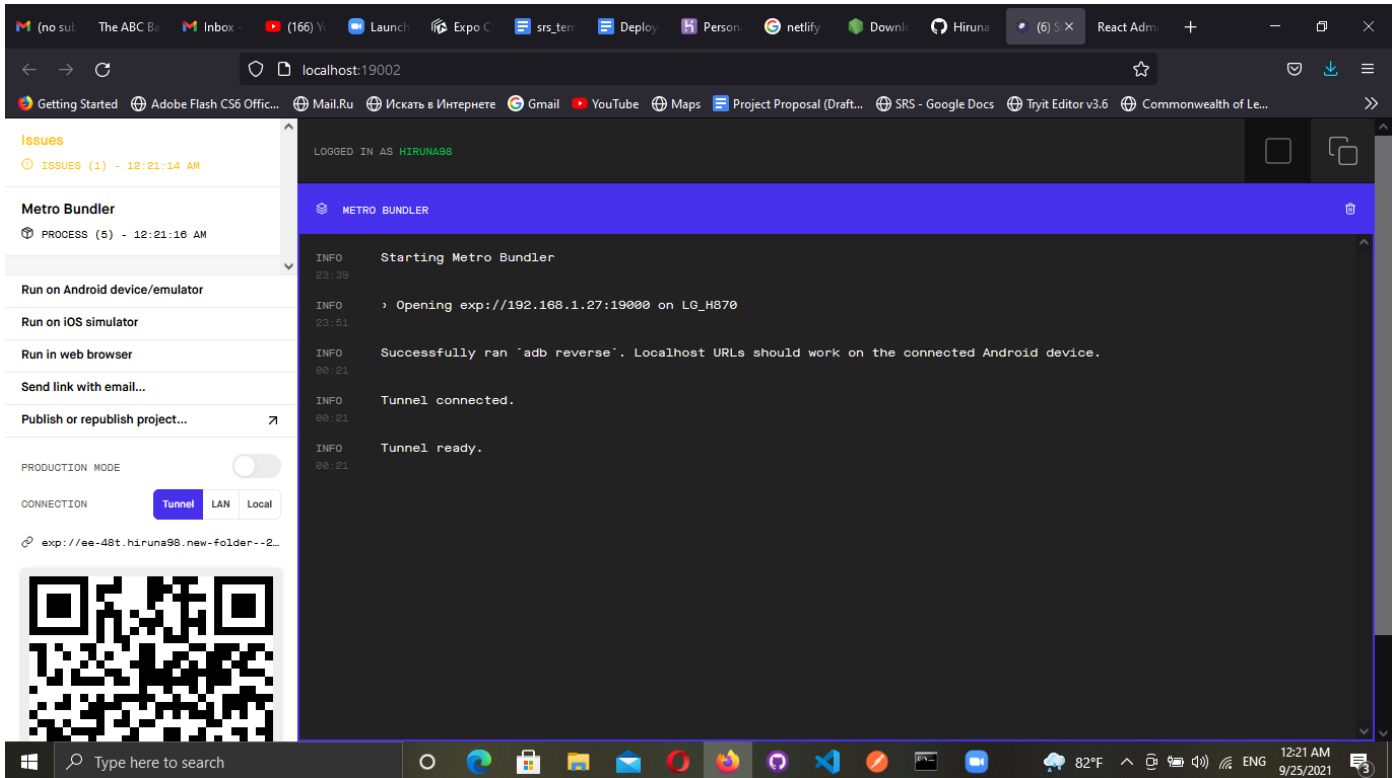 (no sub
The ABC Ba
Inbox -
(166) Y
Launch
Expo C
srs_tem
Deploy
Person
netlify
Downlo
Hiruna
(6) S
React Adm
localhost:19002
Getting Started
Adobe Flash CS6 Offic...
Mail.Ru
Искать в Интернете
Gmail
YouTube
Maps
Project Proposal (Draft...
SRS - Google Docs
Tryit Editor v3.6
Commonwealth of Le...
Issues
ISSUES (1) - 12:21:14 AM
Metro Bundler
PROCESS (5) - 12:21:16 AM
Run on Android device/emulator
Run on iOS simulator
Run in web browser
Send link with email...
Publish or republish project...
PRODUCTION MODE
CONNECTION
Tunnel LAN Local
exp://ee-48t.hiruna98.new-folder--2...
LOGGED IN AS HIRUNA98
METRO BUNDLER
INFO Starting Metro Bundler
23:39
INFO › Opening exp://192.168.1.27:19000 on LG_H870
23:51
INFO Successfully ran `adb reverse`. Localhost URLs should work on the connected Android device.
00:21
INFO Tunnel connected.
00:21
INFO Tunnel ready.
00:21
Type here to search
82°F
ENG
12:21 AM
9/25/2021
3